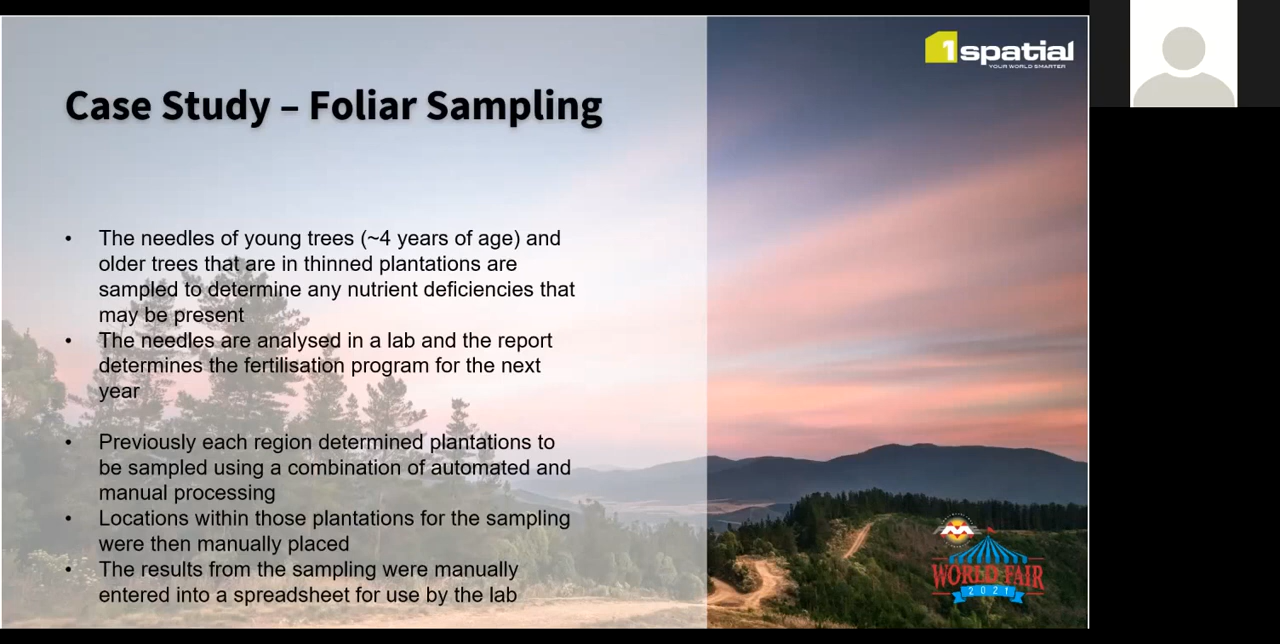 1spatial
YOUR WORLD SMARTER
Case Study – Foliar Sampling
• The needles of young trees (~4 years of age) and
older trees that are in thinned plantations are
sampled to determine any nutrient deficiencies that
may be present
• The needles are analysed in a lab and the report
determines the fertilisation program for the next
year
• Previously each region determined plantations to
be sampled using a combination of automated and
manual processing
• Locations within those plantations for the sampling
were then manually placed
• The results from the sampling were manually
entered into a spreadsheet for use by the lab
WORLD FAIR
2021